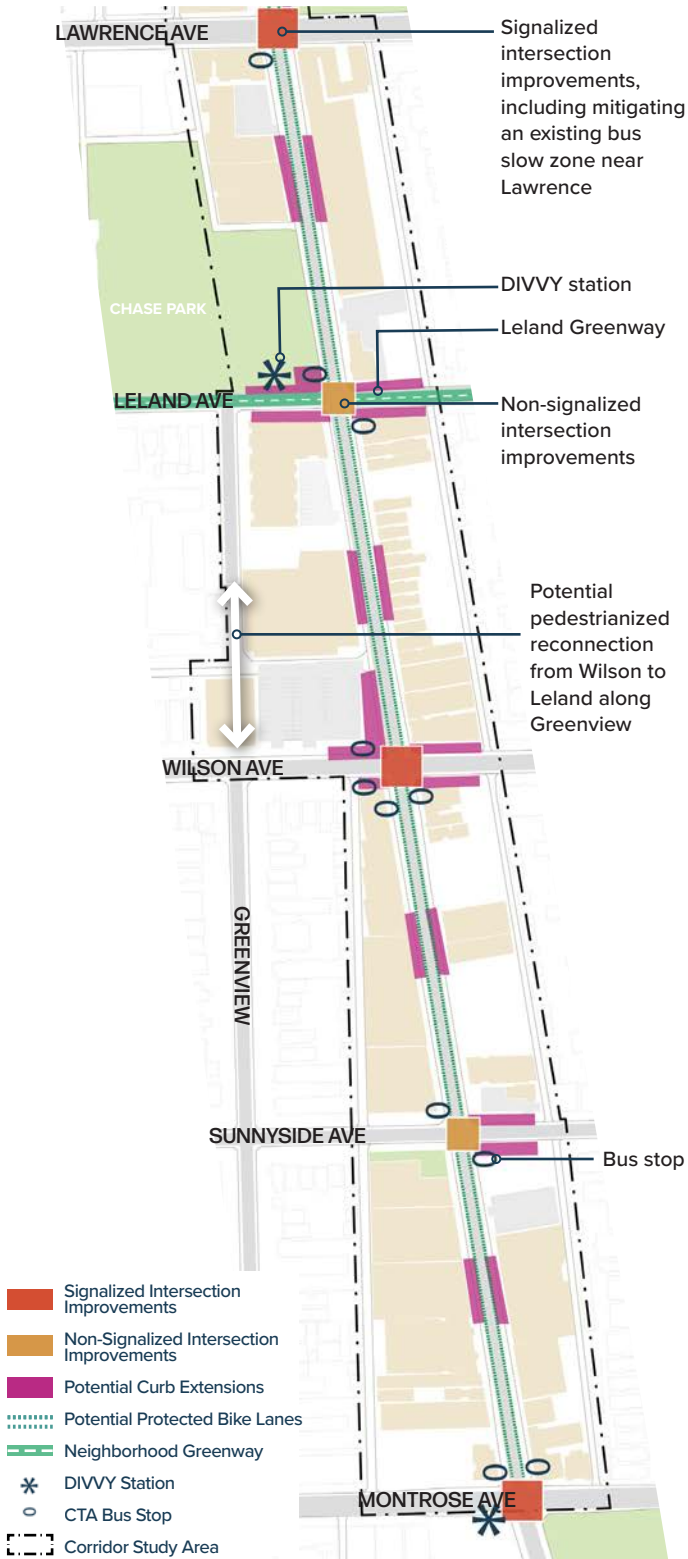 LAWRENCE AVE
Signalized
intersection
improvements,
including mitigating
an existing bus
slow zone near
Lawrence
DIVVY station
CHASE PARK
Leland Greenway
LELAND AVE
Non-signalized
intersection
improvements
Potential
pedestrianized
reconnection
from Wilson to
Leland along
Greenview
WILSON AVE
GREENVIEW
SUNNYSIDE AVE
Bus stop
Signalized Intersection
Improvements
Non-Signalized Intersection
Improvements
Potential Curb Extensions
Potential Protected Bike Lanes
Neighborhood Greenway
DIVVY Station
CTA Bus Stop
Corridor Study Area
MONTROSE AVE